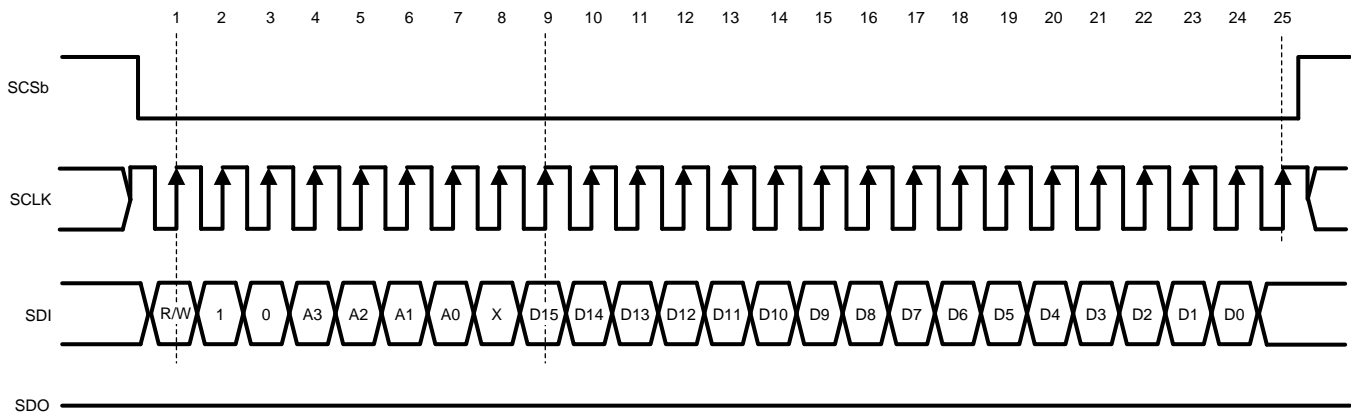 1 2 3 4 5 6 7 8 9 10 11 12 13 14 15 16 17 18 19 20 21 22 23 24 25
SCSb
SCLK
SDI R/W 1 0 A3 A2 A1 A0 X D15 D14 D13 D12 D11 D10 D9 D8 D7 D6 D5 D4 D3 D2 D1 D0
SDO